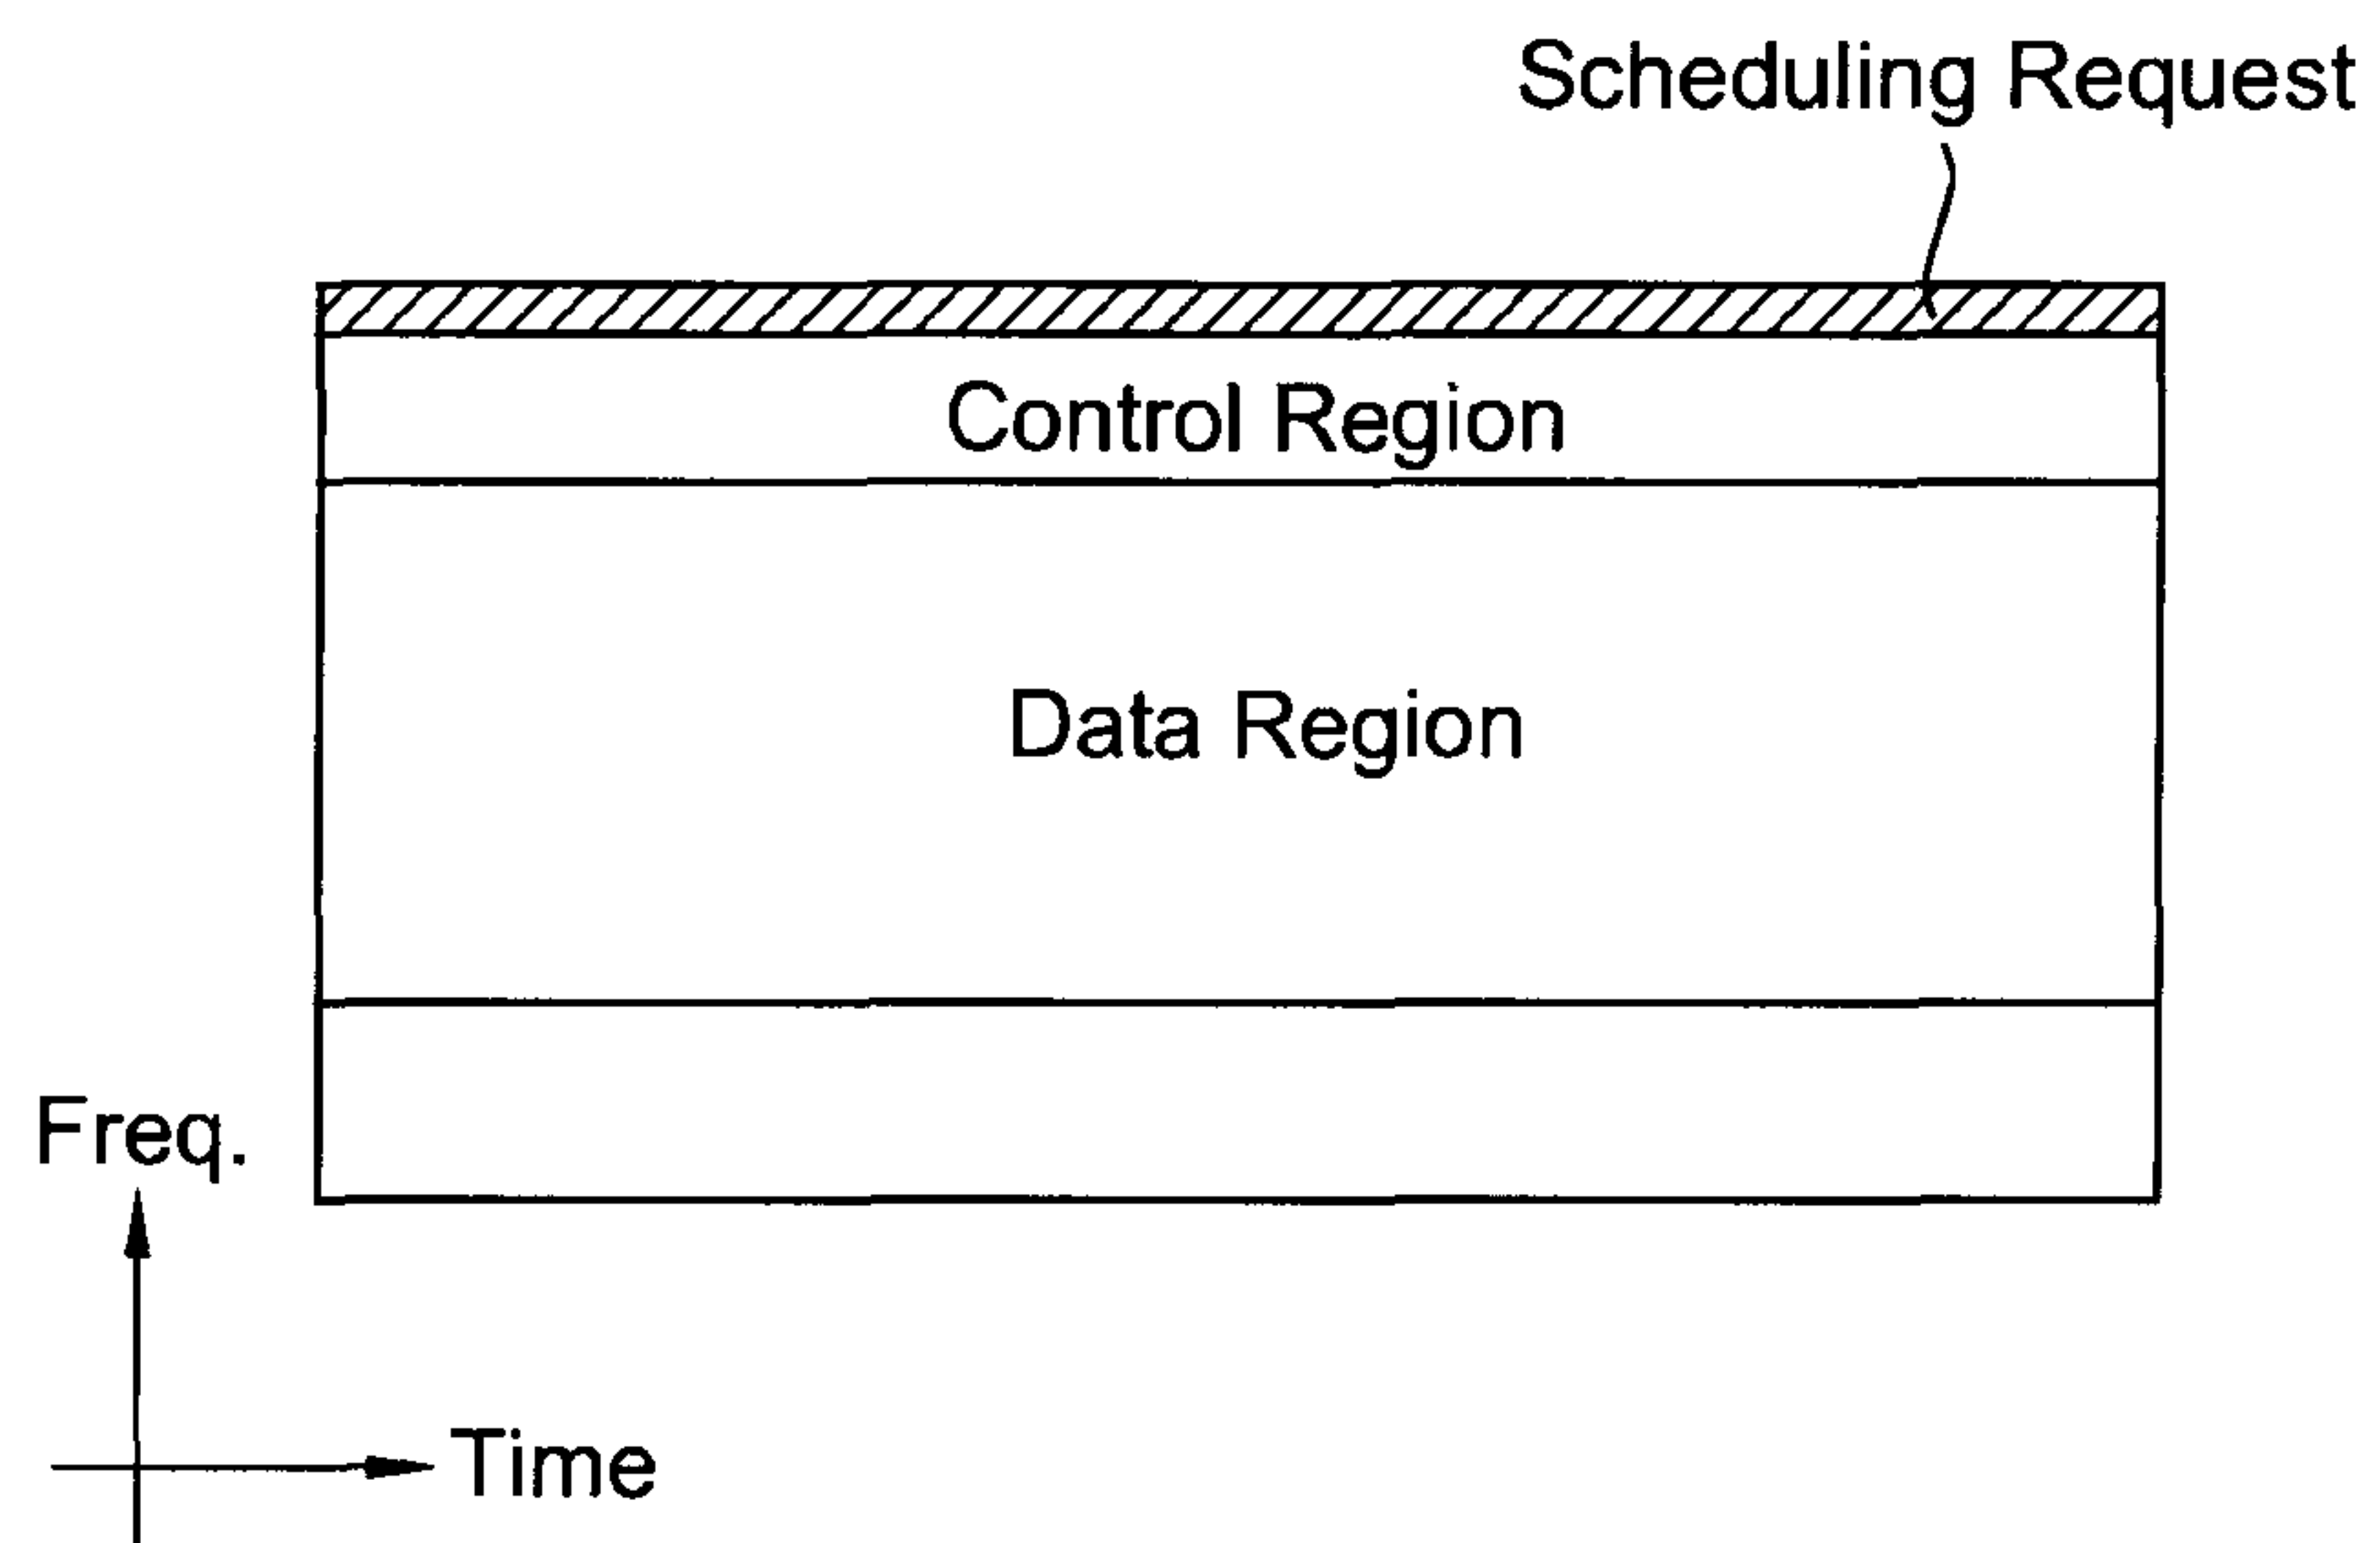 Scheduling Request
Control Region
Data Region
Freq.
Time